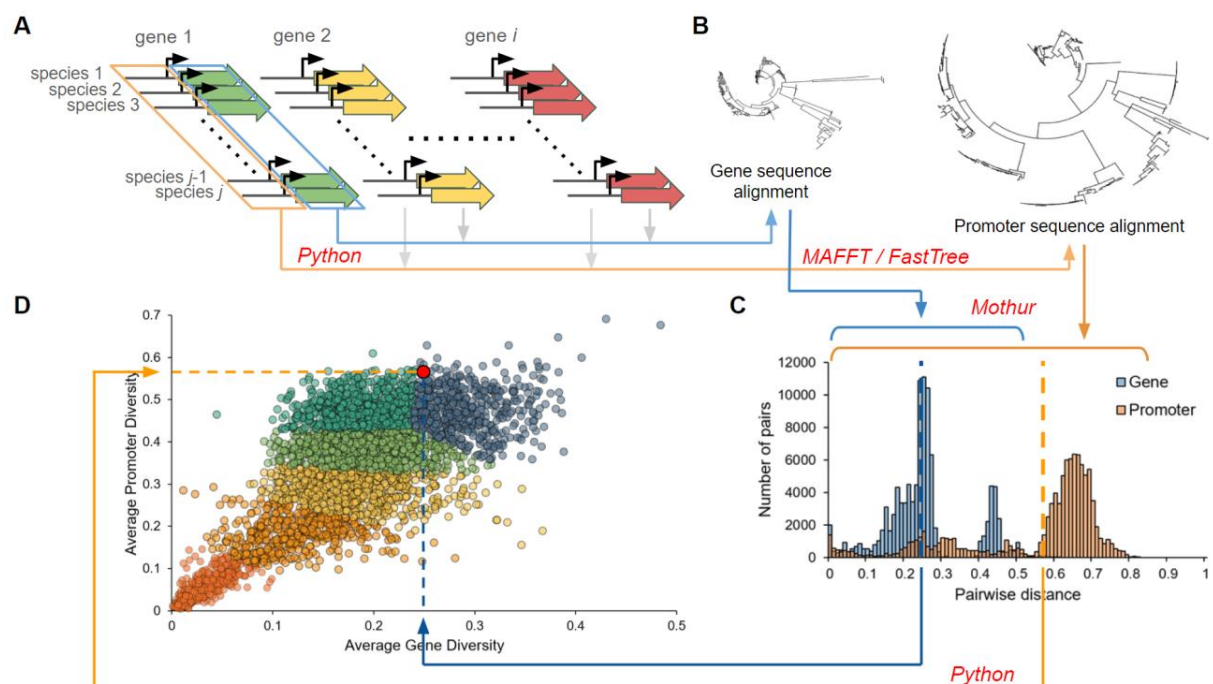 A
gene 1
gene 2
gene i
species 1
species 2
species 3
species j-1
species j
Python
B
Gene sequence
alignment
Promoter sequence alignment
MAFFT / FastTree
Mothur
D
0.7
0.6
0.5
0.4
0.3
0.2
0.1
0
Average Promoter Diversity
0 0.1 0.2 0.3 0.4 0.5
Average Gene Diversity
C
12000
10000
8000
6000
4000
2000
0
Number of pairs
Gene
Promoter
0 0.1 0.2 0.3 0.4 0.5 0.6 0.7 0.8 0.9 1
Pairwise distance
Python